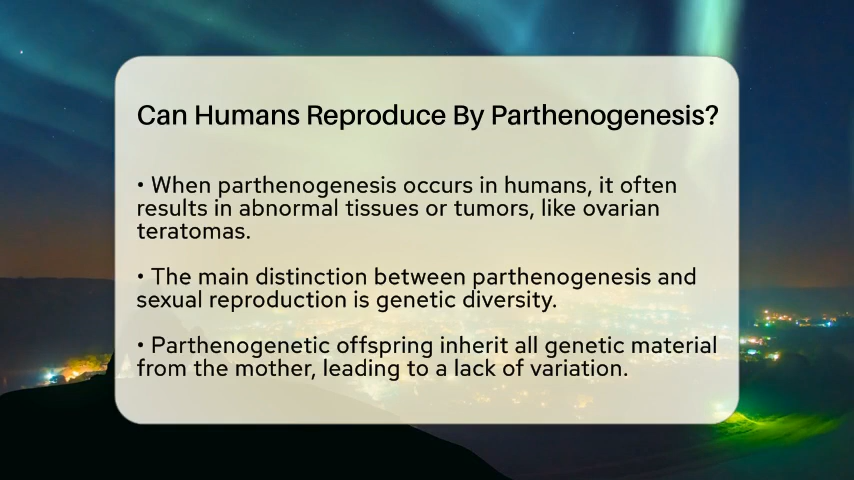 Can Humans Reproduce By Parthenogenesis?
• When parthenogenesis occurs in humans, it often
results in abnormal tissues or tumors, like ovarian
teratomas.
• The main distinction between parthenogenesis and
sexual reproduction is genetic diversity.
• Parthenogenetic offspring inherit all genetic material
from the mother, leading to a lack of variation.